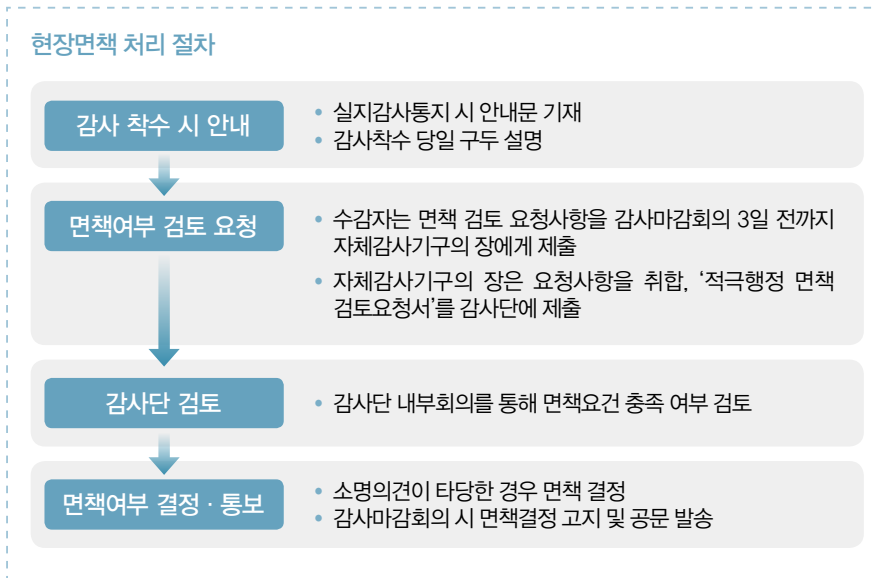 현장면책 처리 절차
감사 착수 시 안내
• 실지감사통지 시 안내문 기재
• 감사착수 당일 구두 설명
면책여부 검토 요청
• 수감자는 면책 검토 요청사항을 감사마감회의 3일 전까지
자체감사기구의 장에게 제출
• 자체감사기구의 장은 요청사항을 취합, ‘적극행정 면책
검토요청서’를 감사단에 제출
감사단 검토
• 감사단 내부회의를 통해 면책요건 충족 여부 검토
면책여부 결정 · 통보
• 소명의견이 타당한 경우 면책 결정
• 감사마감회의 시 면책결정 고지 및 공문 발송